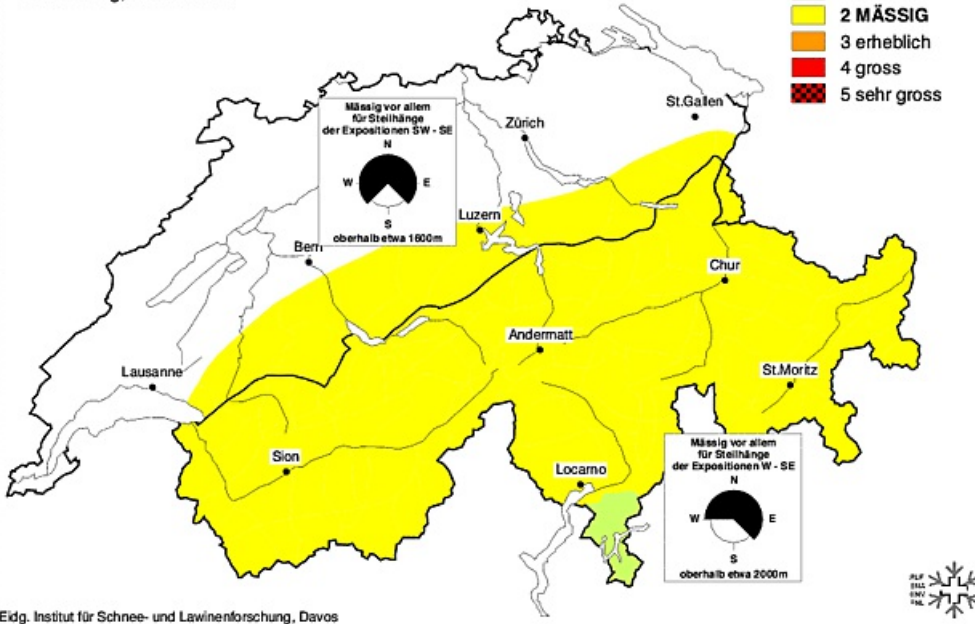 2 MÄSSIG
3 erheblich
4 gross
5 sehr gross
St.Gallen
Zürich
Mässig vor allem
für Steilhänge
der Expositionen SW - SE
N
W E
S
oberhalb etwa 1600m
Luzern
Bern
Chur
Andermatt
Lausanne
St.Moritz
Sion
Locarno
Mässig vor allem
für Steilhänge
der Expositionen W - SE
N
W E
S
oberhalb etwa 2000m
Eidg. Institut für Schnee- und Lawinenforschung, Davos